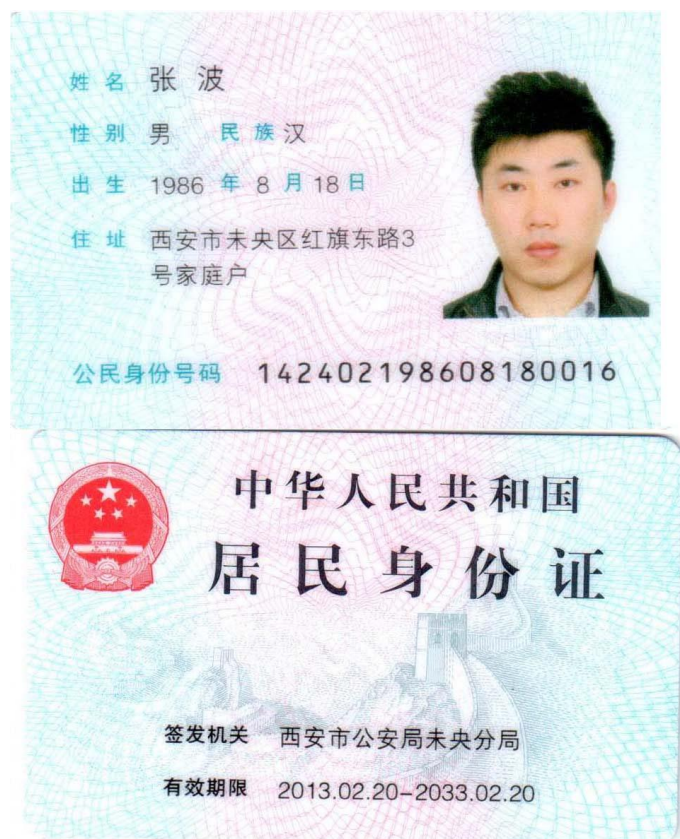 姓名 张波
性别 男 民族 汉
出生 1986 年 8 月 18 日
住址 西安市未央区红旗东路3
号家庭户
公民身份号码 142402198608180016
中华人民共和国
居民身份证
签发机关 西安市公安局未央分局
有效期限 2013.02.20-2033.02.20